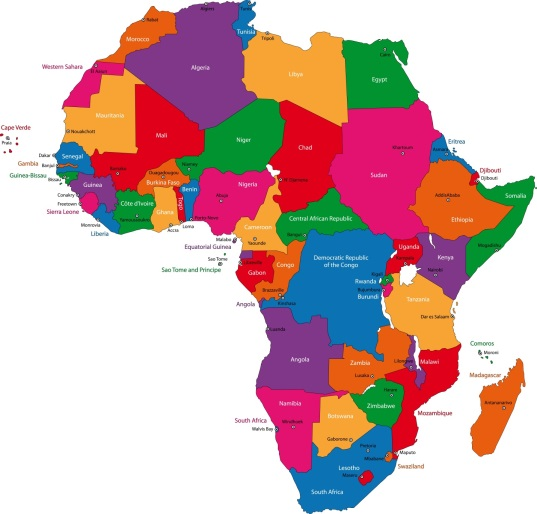 Algiers
Tunis
Rabat
Tunisia
Tripoli
Morocco
Cairo
Algeria
Libya
Egypt
Western Sahara
El Aaiun
Mauritania
Nouakchott
Cape Verde
Praia
Mali
Niger
Chad
Sudan
Khartoum
Eritrea
Asmara
Dakar
Senegal
Gambia
Banjul
Guinea-Bissau
Bissau
Bamako
Niamey
Ouagadougou
Burkina Faso
Djibouti
Djibouti
N'Djamena
Guinea
Benin
Nigeria
Abuja
Conakry
Freetown
Sierra Leone
Côte d'Ivoire
Ghana
Togo
Yamoussoukro
Porto-Novo
Lome
Accra
Monrovia
Liberia
Addis Ababa
Ethiopia
Somalia
Central African Republic
Bangui
Cameroon
Yaounde
Malabo
Equatorial Guinea
Mogadishu
Sao Tome
Sao Tome and Principe
Libreville
Gabon
Congo
Democratic Republic
of the Congo
Uganda
Kampala
Kenya
Nairobi
Kigali
Rwanda
Bujumbura
Burundi
Brazzaville
Kinshasa
Angola
Tanzania
Dar es Salaam
Luanda
Angola
Comoros
Moroni
Zambia
Lilongwe
Malawi
Lusaka
Madagascar
Antananarivo
Harare
Zimbabwe
Namibia
Windhoek
Botswana
Mozambique
South Africa
Walvis Bay
Gaborone
Pretoria
Maputo
Mbabane
Swaziland
Lesotho
Maseru
South Africa